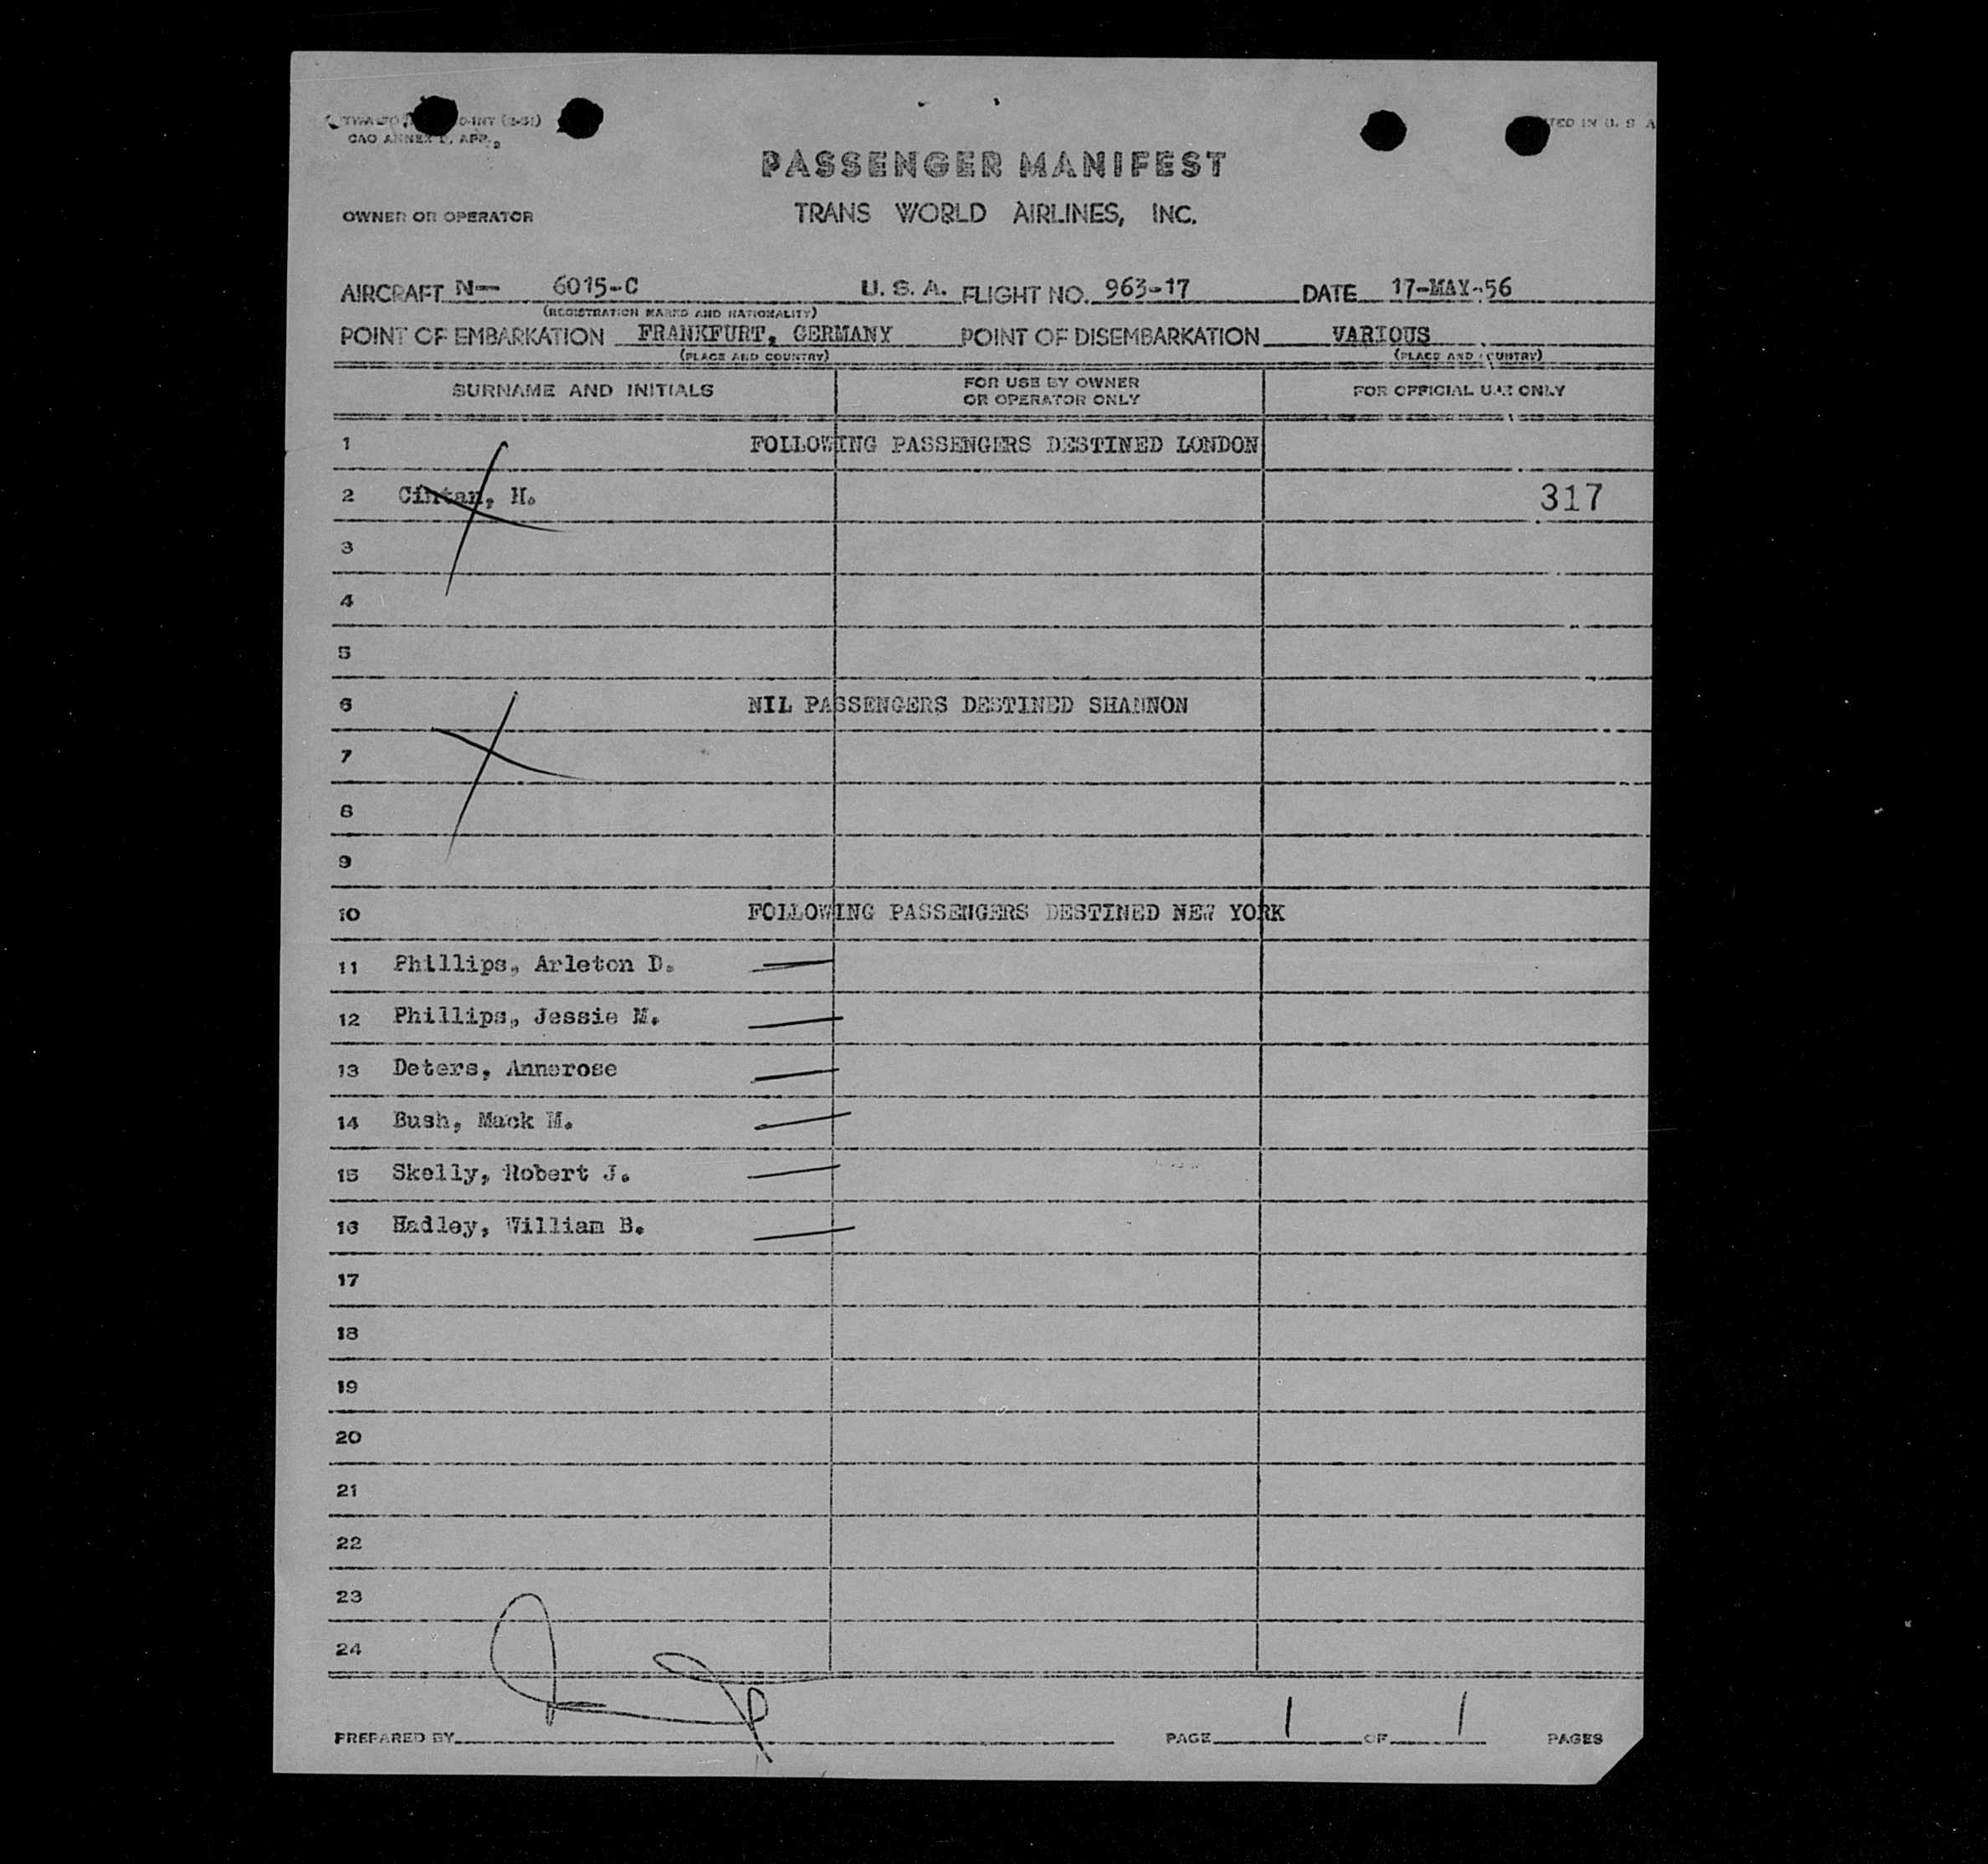 CAO ANNEX APP. 2
PASSENGER MANIFEST
OWNER OR OPERATOR TRANS WORLD AIRLINES, INC.
AIRCRAFT N- 6015-C U. S. A. FLIGHT NO. 963-17 DATE 17-MAY-56
(REGISTRATION MARKS AND NATIONALITY)
POINT OF EMBARKATION FRANKFURT, GERMANY POINT OF DISEMBARKATION VARIOUS
(PLACE AND COUNTRY) (PLACE AND COUNTRY)
SURNAME AND INITIALS FOR USE BY OWNER OR OPERATOR ONLY FOR OFFICIAL USE ONLY
1 FOLLOWING PASSENGERS DESTINED LONDON
2 Cintan, H. 317
3
4
5
6 NIL PASSENGERS DESTINED SHANNON
7
8
9
10 FOLLOWING PASSENGERS DESTINED NEW YORK
11 Phillips, Arleton D.
12 Phillips, Jessie M.
13 Deters, Annerose
14 Bush, Mack M.
15 Skelly, Robert J.
16 Hadley, William B.
17
18
19
20
21
22
23
24
PREPARED BY PAGE 1 OF 1 PAGES